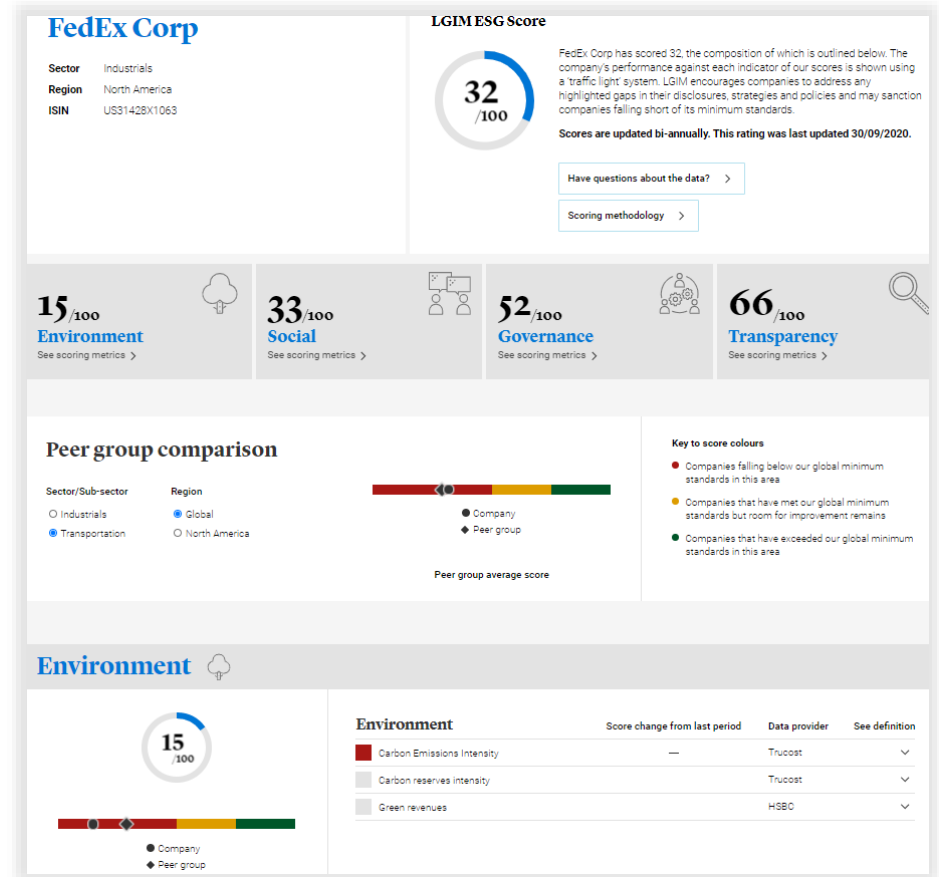 FedEx Corp
Sector Industrials
Region North America
ISIN US31428X1063
LGIM ESG Score
32
/100
FedEx Corp has scored 32, the composition of which is outlined below. The
company's performance against each indicator of our scores is shown using
a 'traffic light' system. LGIM encourages companies to address any
highlighted gaps in their disclosures, strategies and policies and may sanction
companies falling short of its minimum standards.
Scores are updated bi-annually. This rating was last updated 30/09/2020.
Have questions about the data?
Scoring methodology
15/100
Environment
See scoring metrics
33/100
Social
See scoring metrics
52/100
Governance
See scoring metrics
66/100
Transparency
See scoring metrics
Peer group comparison
Sector/Sub-sector Region
Industrials Global
Transportation North America
Company
Peer group
Peer group average score
Key to score colours
Companies falling below our global minimum
standards in this area
Companies that have met our global minimum
standards but room for improvement remains
Companies that have exceeded our global minimum
standards in this area
Environment
15
/100
Company
Peer group
Environment Score change from last period Data provider See definition
Carbon Emissions Intensity — Trucost
Carbon reserves intensity Trucost
Green revenues HSBC